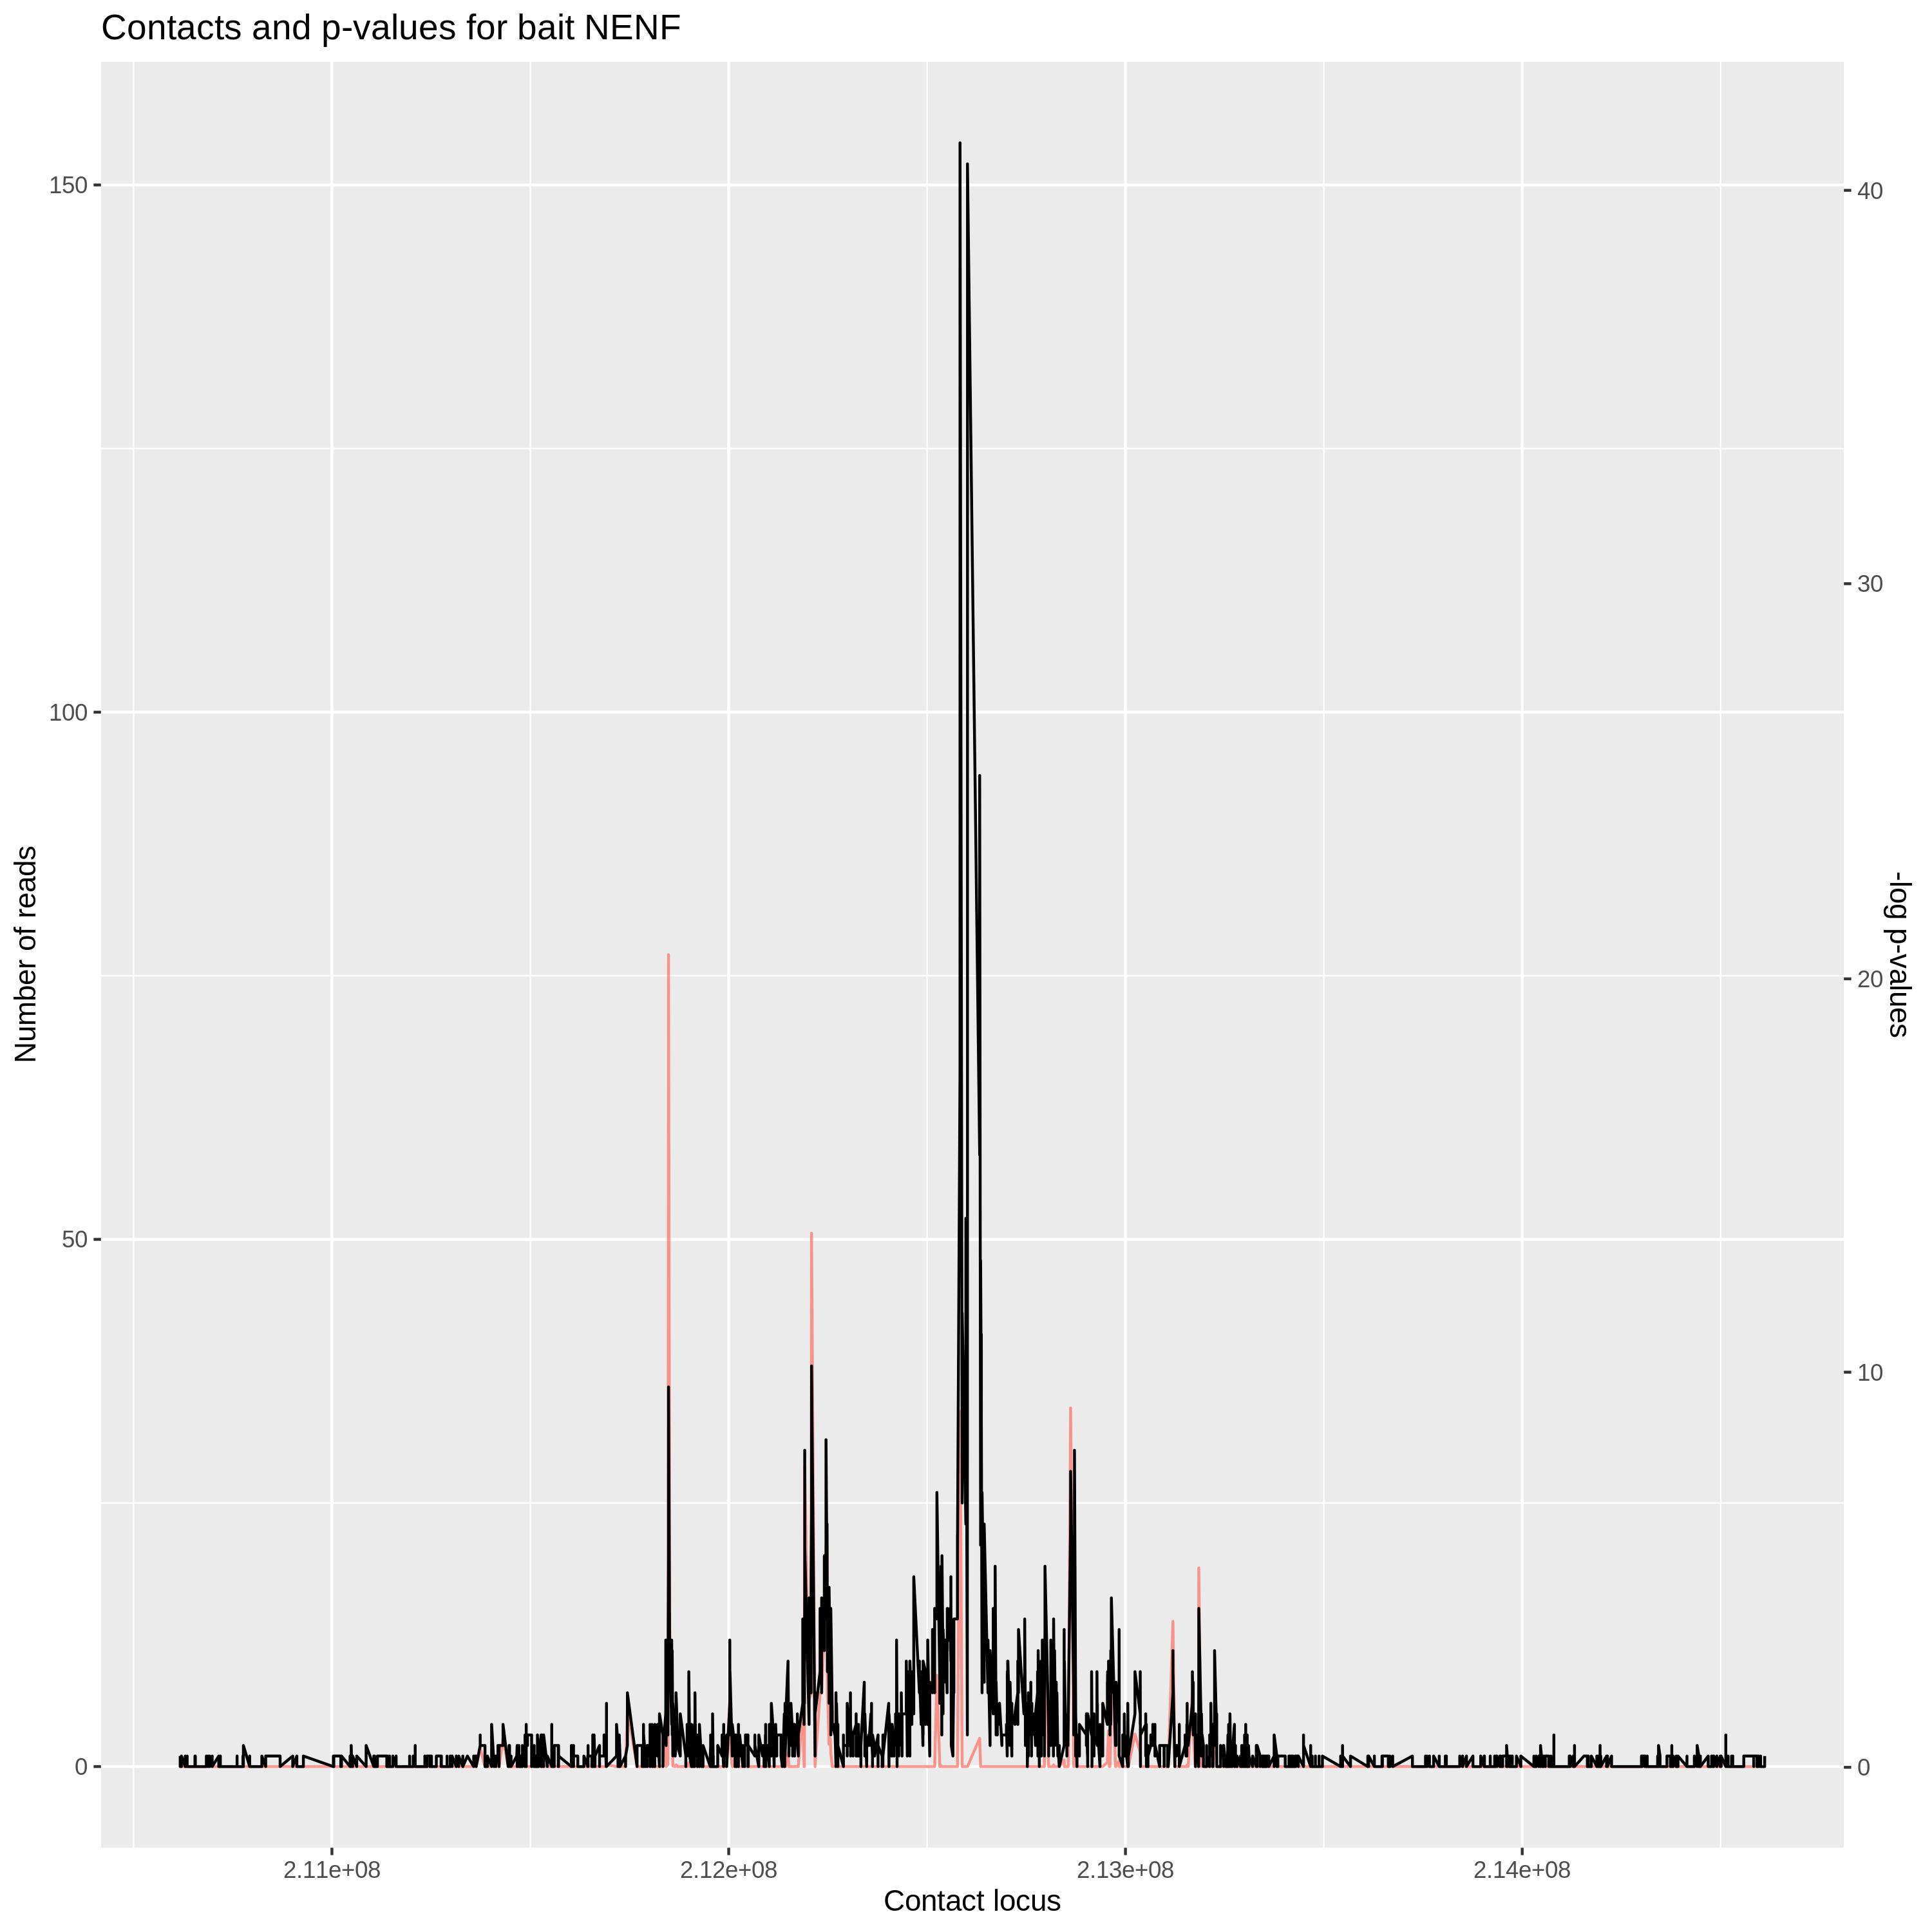 Contacts and p-values for bait NENF
150
100
50
0
Number of reads
40
30
20
10
0
-log p-values
2.11e+08
2.12e+08
2.13e+08
2.14e+08
Contact locus